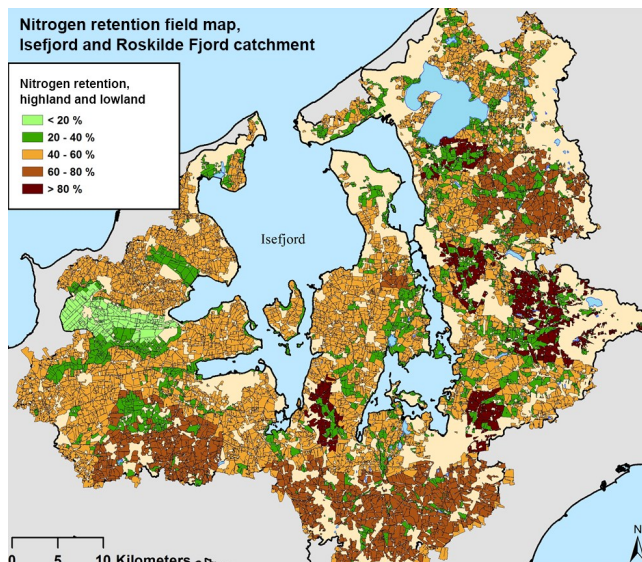 Nitrogen retention field map,
Isefjord and Roskilde Fjord catchment
Nitrogen retention,
highland and lowland
< 20 %
20 - 40 %
40 - 60 %
60 - 80 %
> 80 %
Isefjord
N
0 5 10 Kilometers